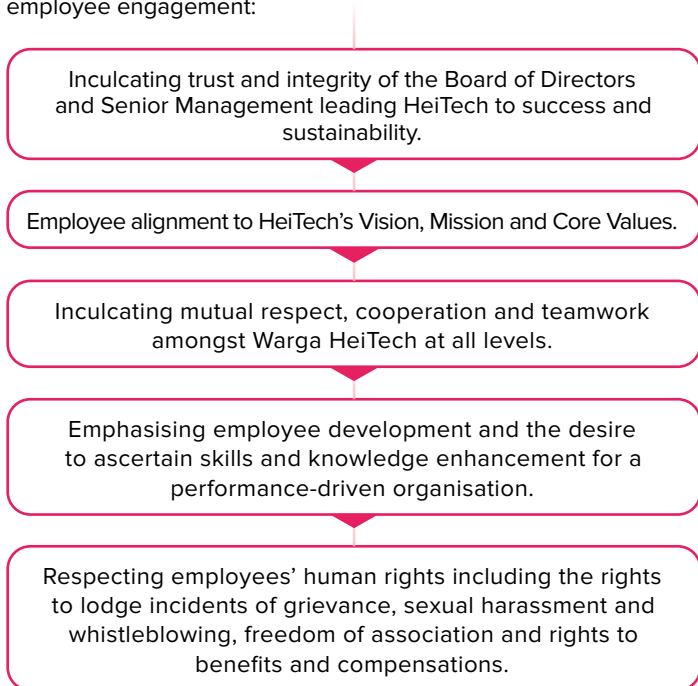 employee engagement:
Inculcating trust and integrity of the Board of Directors
and Senior Management leading HeiTech to success and
sustainability.
Employee alignment to HeiTech’s Vision, Mission and Core Values.
Inculcating mutual respect, cooperation and teamwork
amongst Warga HeiTech at all levels.
Emphasising employee development and the desire
to ascertain skills and knowledge enhancement for a
performance-driven organisation.
Respecting employees’ human rights including the rights
to lodge incidents of grievance, sexual harassment and
whistleblowing, freedom of association and rights to
benefits and compensations.